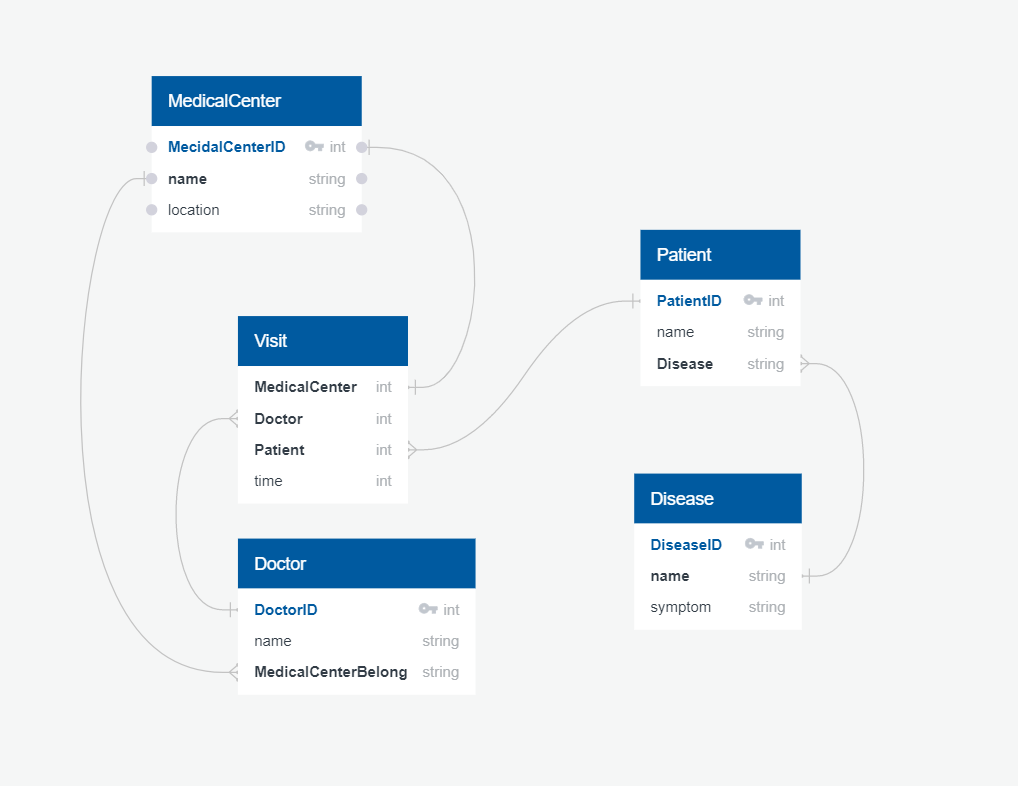 MedicalCenter
MecidalCenterID int
name string
location string
Patient
PatientID int
name string
Disease string
Visit
MedicalCenter int
Doctor int
Patient int
time int
Disease
DiseaseID int
name string
symptom string
Doctor
DoctorID int
name string
MedicalCenterBelong string